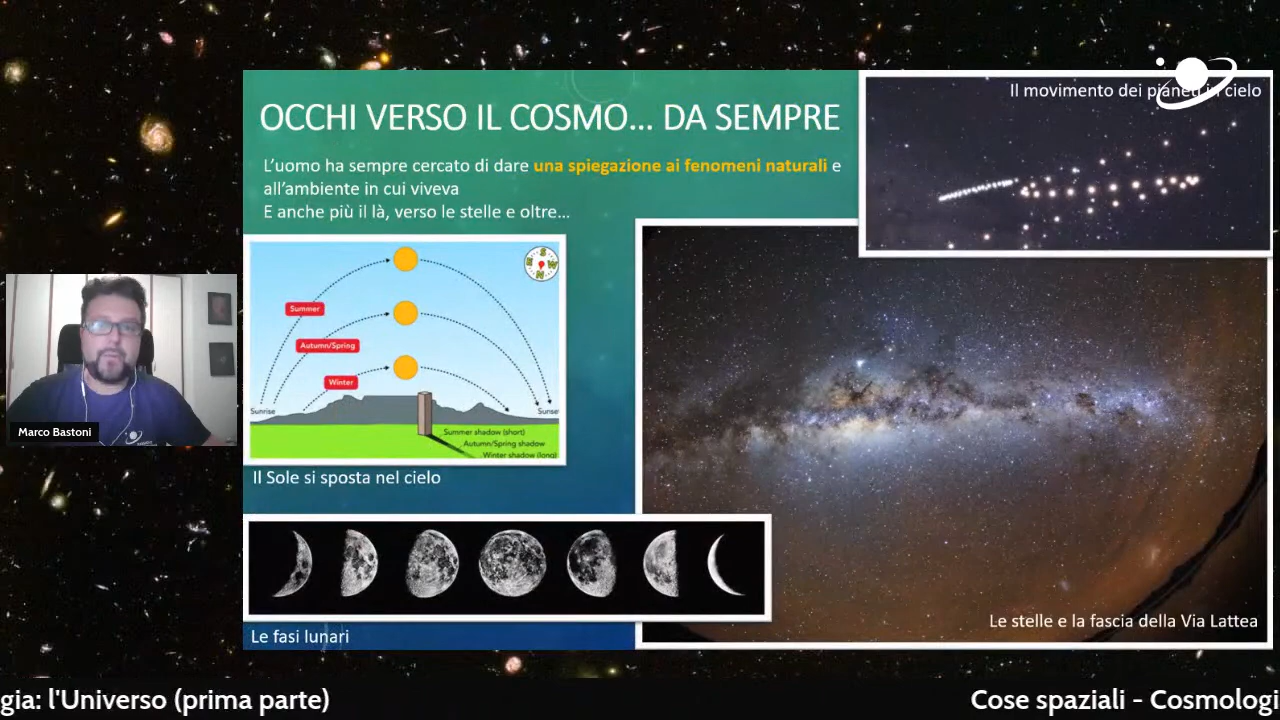 Il movimento dei pianeti in cielo
OCCHI VERSO IL COSMO... DA SEMPRE
L'uomo ha sempre cercato di dare una spiegazione ai fenomeni naturali e
all'ambiente in cui viveva
E anche più il là, verso le stelle e oltre...
S
E W
N
Summer
Autumn/Spring
Winter
Sunrise
Sunse
Summer shadow (short)
Autumn/Spring shadow
Winter shadow (long)
Il Sole si sposta nel cielo
Marco Bastoni
Le fasi lunari
Le stelle e la fascia della Via Lattea
gia: l'Universo (prima parte)
Cose spaziali - Cosmologi